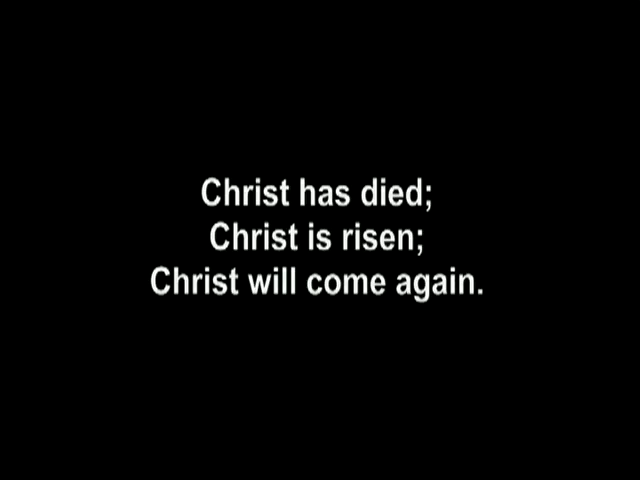 Christ has died;
Christ is risen;
Christ will come again.